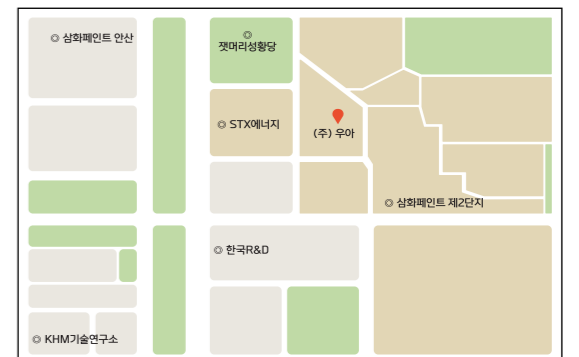 ◎ 삼화페인트 안산
◎
잿머리성황당
◎ STX에너지
(주) 우아
◎ 삼화페인트 제2단지
◎ 한국R&D
◎ KHM기술연구소